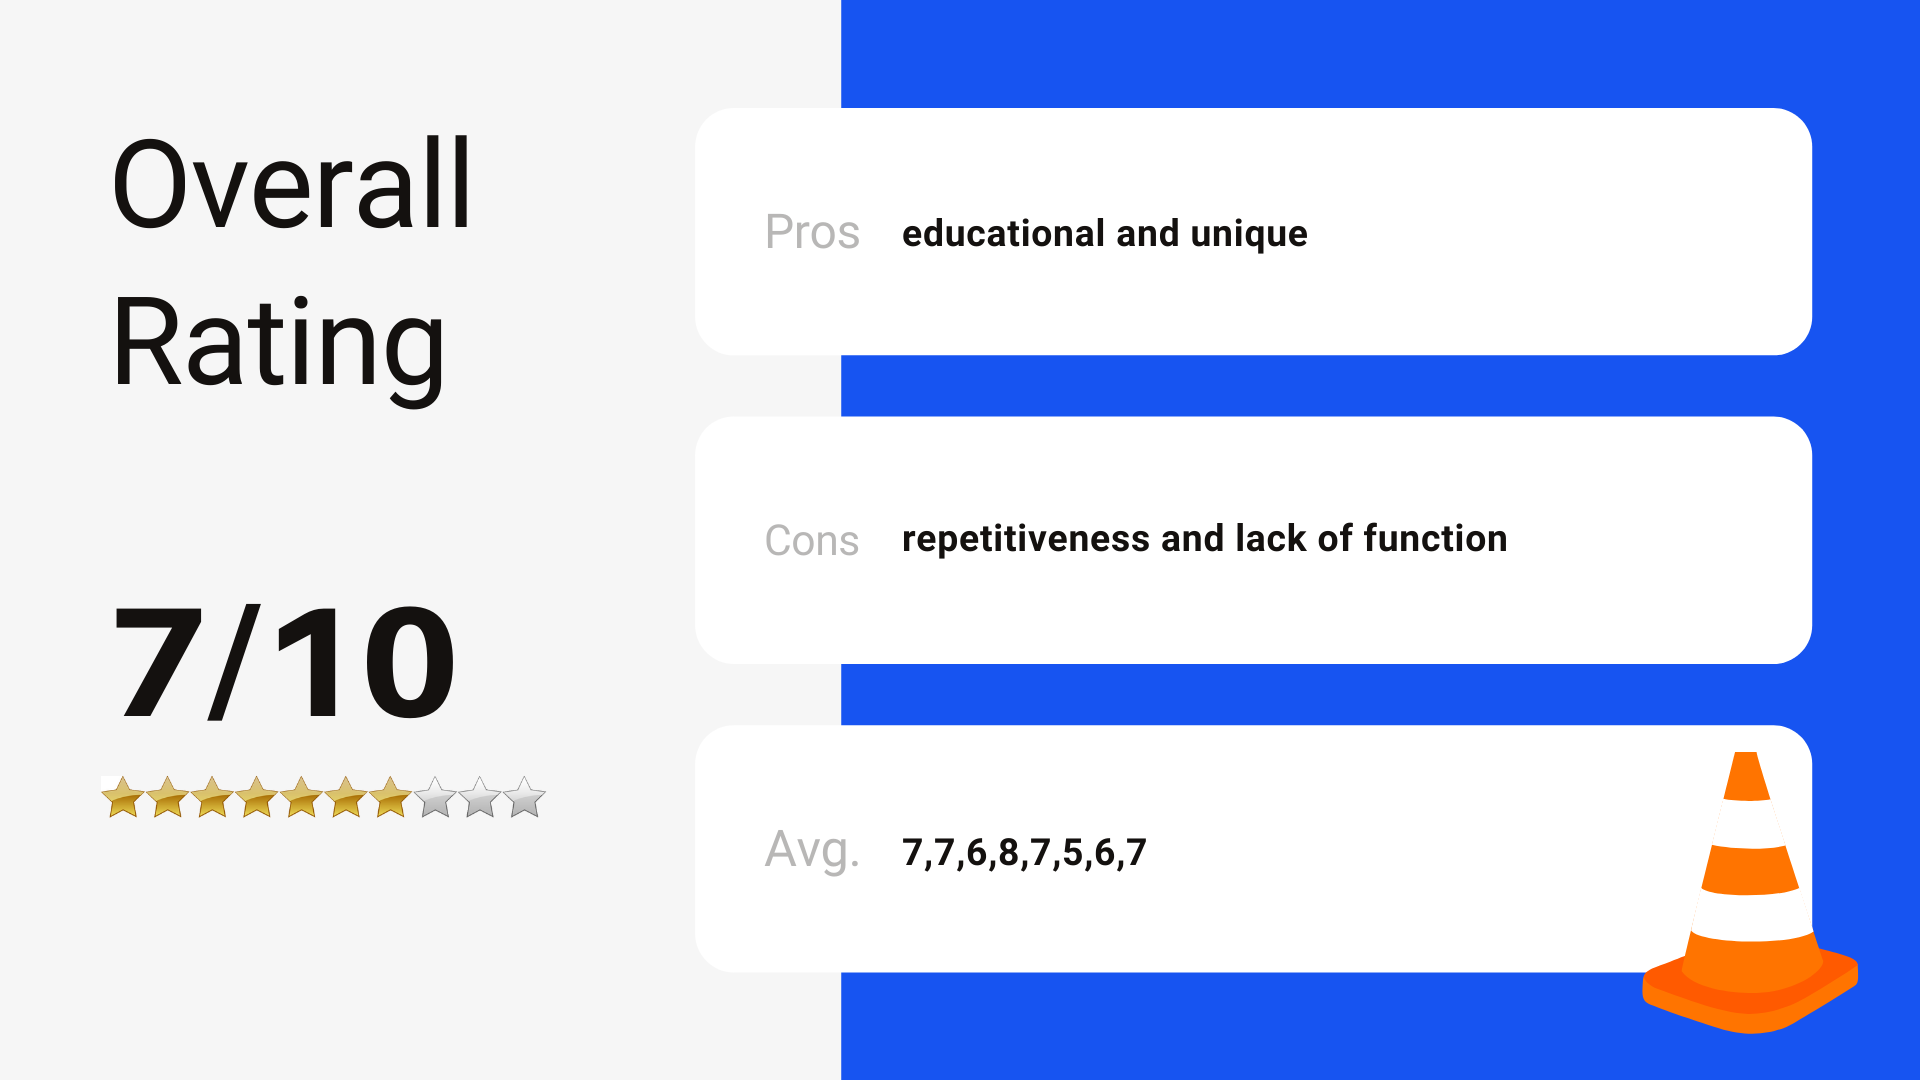 Overall
Rating
7/10
Pros educational and unique
Cons repetitiveness and lack of function
Avg. 7,7,6,8,7,5,6,7